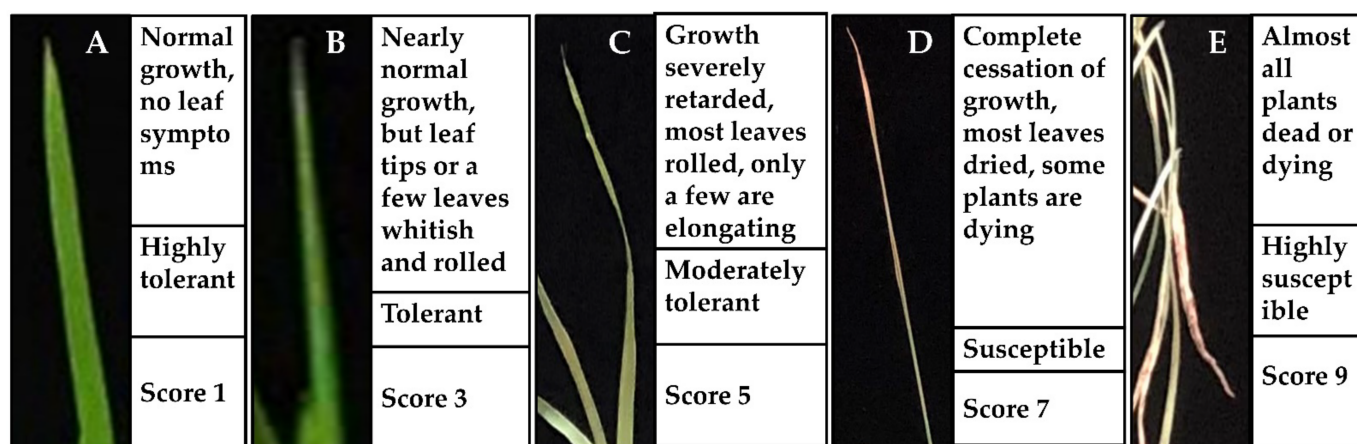 A
Normal
growth,
no leaf
sympto
ms
Highly
tolerant
Score 1
B
Nearly
normal
growth,
but leaf
tips or a
few leaves
whitish
and rolled
Tolerant
Score 3
C
Growth
severely
retarded,
most leaves
rolled, only
a few are
elongating
Moderately
tolerant
Score 5
D
Complete
cessation of
growth,
most leaves
dried, some
plants are
dying
Susceptible
Score 7
E
Almost
all
plants
dead or
dying
Highly
suscept
ible
Score 9